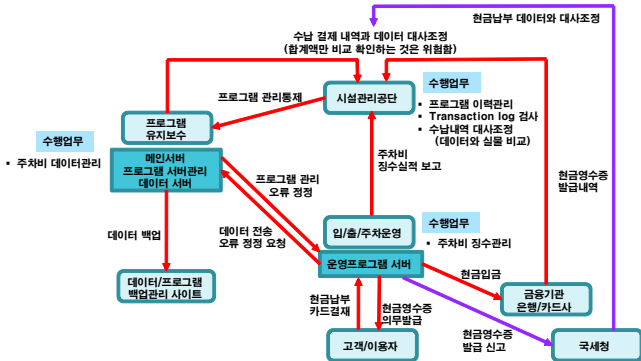 현금납부 데이터와 대사조정
수납 결제 내역과 데이터 대사조정
(합계액만 비교 확인하는 것은 위험함)
프로그램 관리통제
시설관리공단
수행업무
▪ 프로그램 이력관리
▪ Transaction log 검사
▪ 수납내역 대사조정
(데이터와 실물 비교)
프로그램
유지보수
수행업무
▪ 주차비 데이터관리
메인서버
프로그램 서버관리
데이터 서버
주차비
징수실적 보고
프로그램 관리
오류 정정
현금영수증
발급내역
데이터 백업
데이터 전송
오류 정정 요청
입/출/주차운영
수행업무
▪ 주차비 징수관리
운영프로그램 서버
데이터/프로그램
백업관리 사이트
현금입금
금융기관
은행/카드사
현금납부
카드결재
현금영수증
의무발급
고객/이용자
현금영수증
발급 신고
국세청